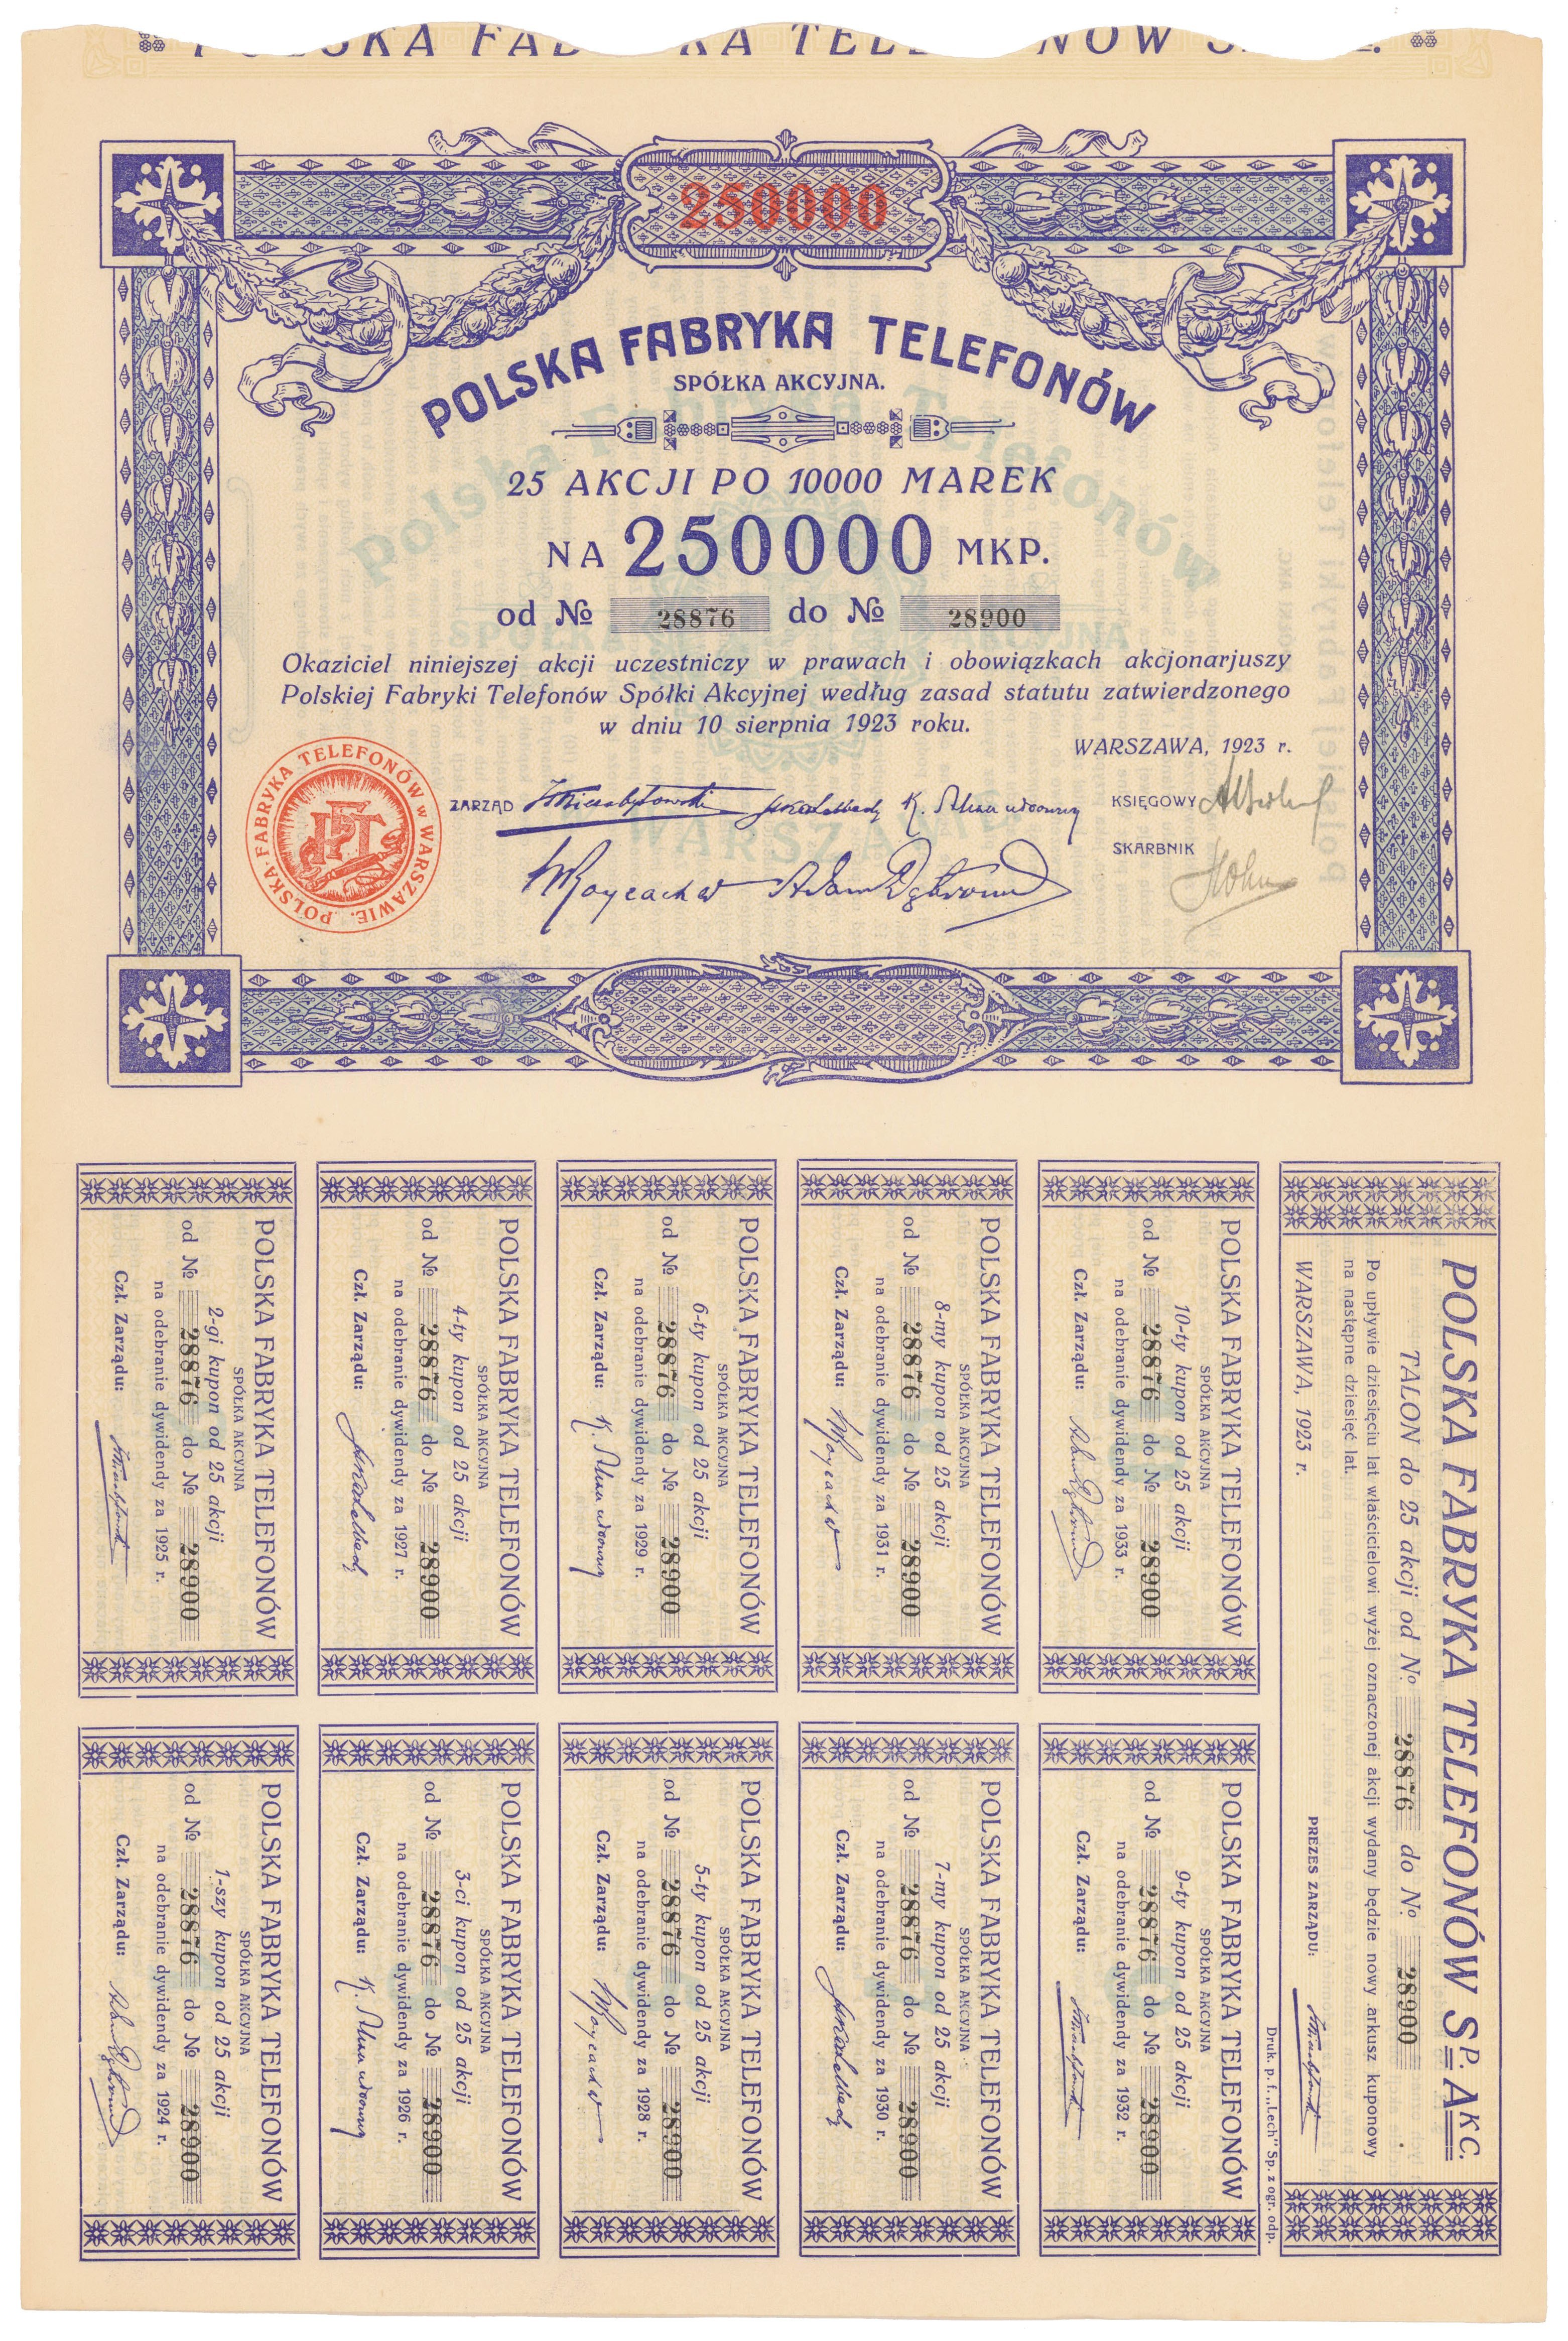 250000
POLSKA FABRYKA TELEFONÓW
SPÓŁKA AKCYJNA.
25 AKCJI PO 10000 MAREK
NA 250000 MKP.
od № 28876 do № 28900
Okaziciel niniejszej akcji uczestniczy w prawach i obowiązkach akcjonarjuszy
Polskiej Fabryki Telefonów Spółki Akcyjnej według zasad statutu zatwierdzonego
w dniu 10 sierpnia 1923 roku.
WARSZAWA, 1923 r.
POLSKA FABRYKA TELEFONÓW w WARSZAWIE.
PFT
ZARZĄD
KSIĘGOWY
SKARBNIK
POLSKA FABRYKA TELEFONÓW
SPÓŁKA AKCYJNA
2-gi kupon od 25 akcji
od № 28876 do № 28900
na odebranie dywidendy za 1925 r.
Czł. Zarządu:
POLSKA FABRYKA TELEFONÓW
SPÓŁKA AKCYJNA
4-ty kupon od 25 akcji
od № 28876 do № 28900
na odebranie dywidendy za 1927 r.
Czł. Zarządu:
POLSKA FABRYKA TELEFONÓW
SPÓŁKA AKCYJNA
6-ty kupon od 25 akcji
od № 28876 do № 28900
na odebranie dywidendy za 1929 r.
Czł. Zarządu:
POLSKA FABRYKA TELEFONÓW
SPÓŁKA AKCYJNA
8-my kupon od 25 akcji
od № 28876 do № 28900
na odebranie dywidendy za 1931 r.
Czł. Zarządu:
POLSKA FABRYKA TELEFONÓW
SPÓŁKA AKCYJNA
10-ty kupon od 25 akcji
od № 28876 do № 28900
na odebranie dywidendy za 1933 r.
Czł. Zarządu:
POLSKA FABRYKA TELEFONÓW
SPÓŁKA AKCYJNA
1-szy kupon od 25 akcji
od № 28876 do № 28900
na odebranie dywidendy za 1924 r.
Czł. Zarządu:
POLSKA FABRYKA TELEFONÓW
SPÓŁKA AKCYJNA
3-ci kupon od 25 akcji
od № 28876 do № 28900
na odebranie dywidendy za 1926 r.
Czł. Zarządu:
POLSKA FABRYKA TELEFONÓW
SPÓŁKA AKCYJNA
5-ty kupon od 25 akcji
od № 28876 do № 28900
na odebranie dywidendy za 1928 r.
Czł. Zarządu:
POLSKA FABRYKA TELEFONÓW
SPÓŁKA AKCYJNA
7-my kupon od 25 akcji
od № 28876 do № 28900
na odebranie dywidendy za 1930 r.
Czł. Zarządu:
POLSKA FABRYKA TELEFONÓW
SPÓŁKA AKCYJNA
9-ty kupon od 25 akcji
od № 28876 do № 28900
na odebranie dywidendy za 1932 r.
Czł. Zarządu:
POLSKA FABRYKA TELEFONÓW SP. AKC.
TALON do 25 akcji od № 28876 do № 28900
Po upływie dziesięciu lat właścicielowi wyżej oznaczonej akcji wydany będzie nowy arkusz kuponowy
na następne dziesięć lat.
WARSZAWA, 1923 r.
PREZES ZARZĄDU:
Druk. p. f. „Lech" Sp. z ogr. odp.